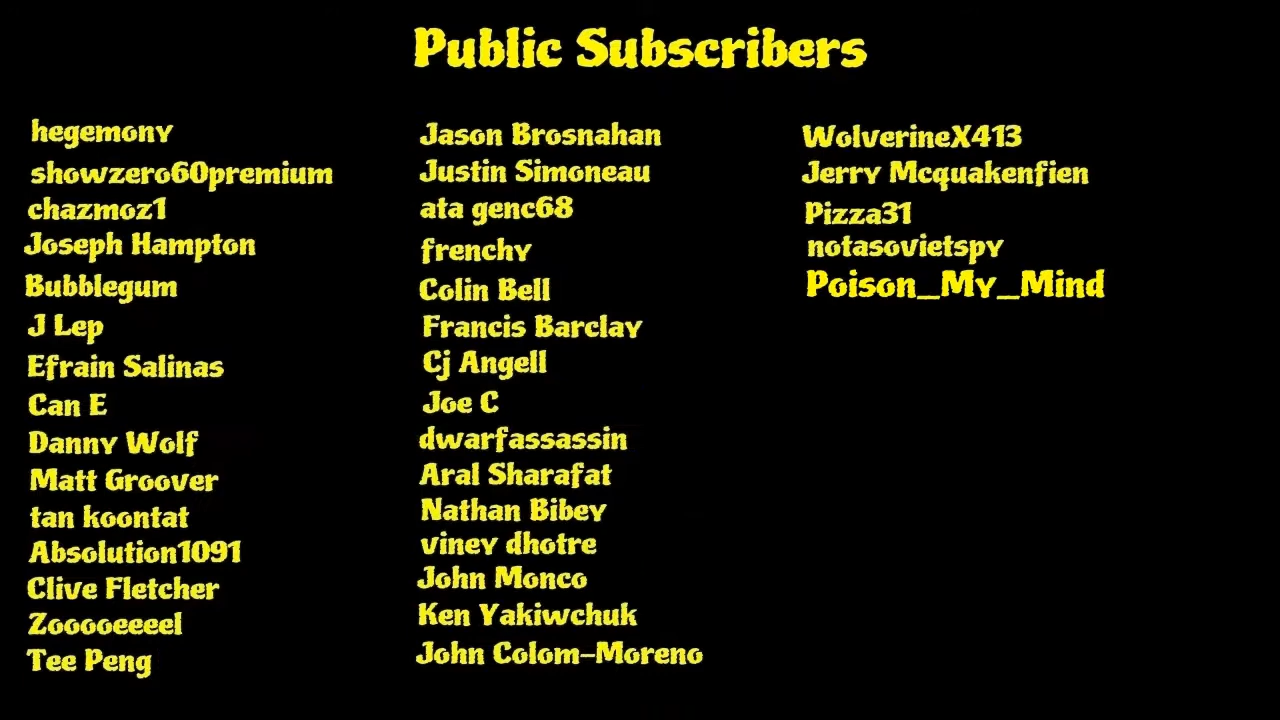 Public Subscribers
hegemony
showzero60premium
chazmoz1
Joseph Hampton
Bubblegum
J Lep
Efrain Salinas
Can E
Danny Wolf
Matt Groover
tan koontat
Absolution1091
Clive Fletcher
Zooooeeeel
Tee Peng
Jason Brosnahan
Justin Simoneau
ata genc68
frenchy
Colin Bell
Francis Barclay
Cj Angell
Joe C
dwarfassassin
Aral Sharafat
Nathan Bibey
viney dhotre
John Monco
Ken Yakiwchuk
John Colom-Moreno
WolverineX413
Jerry Mcquakenfien
Pizza31
notasovietspy
Poison_My_Mind